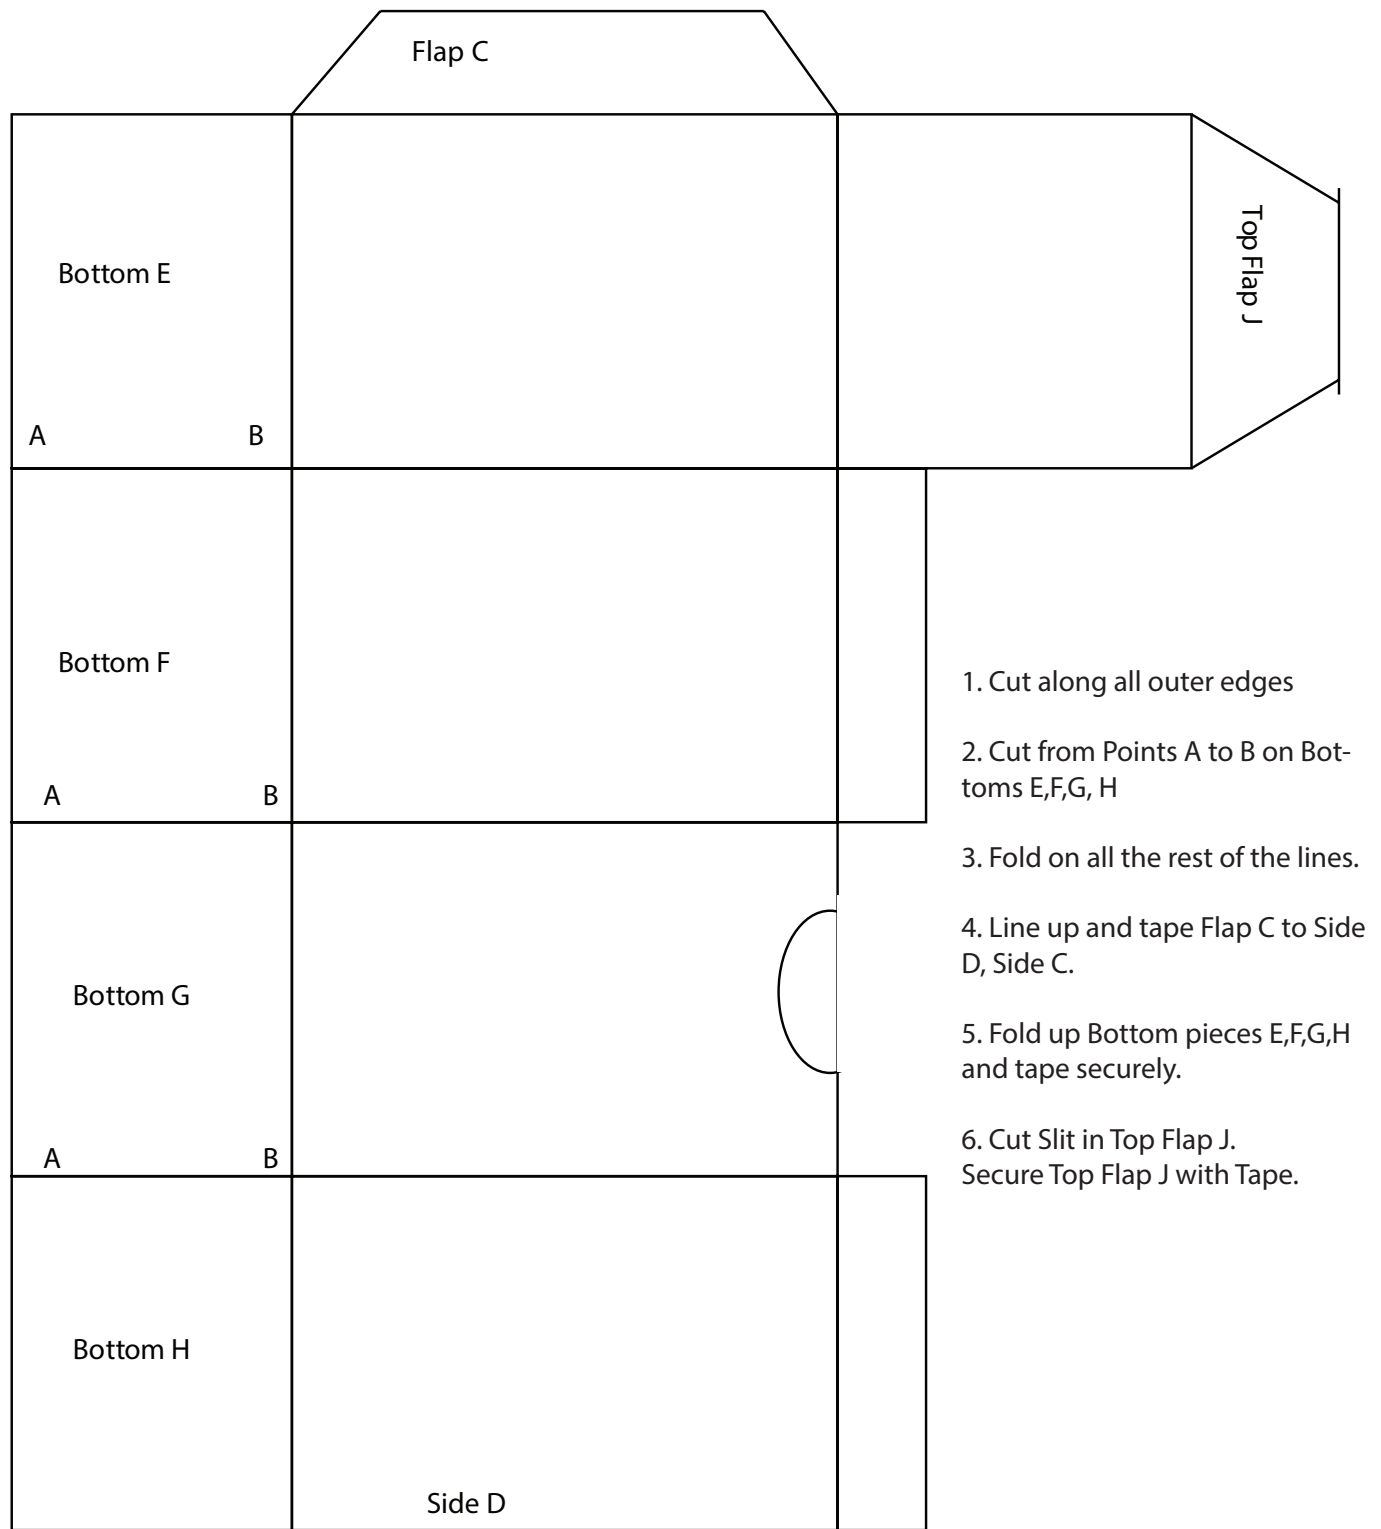 Flap C
Top Flap J
Bottom E
A B
Bottom F
A B
Bottom G
A B
Bottom H
Side D
1. Cut along all outer edges
2. Cut from Points A to B on Bot-
toms E,F,G, H
3. Fold on all the rest of the lines.
4. Line up and tape Flap C to Side
D, Side C.
5. Fold up Bottom pieces E,F,G,H
and tape securely.
6. Cut Slit in Top Flap J.
Secure Top Flap J with Tape.